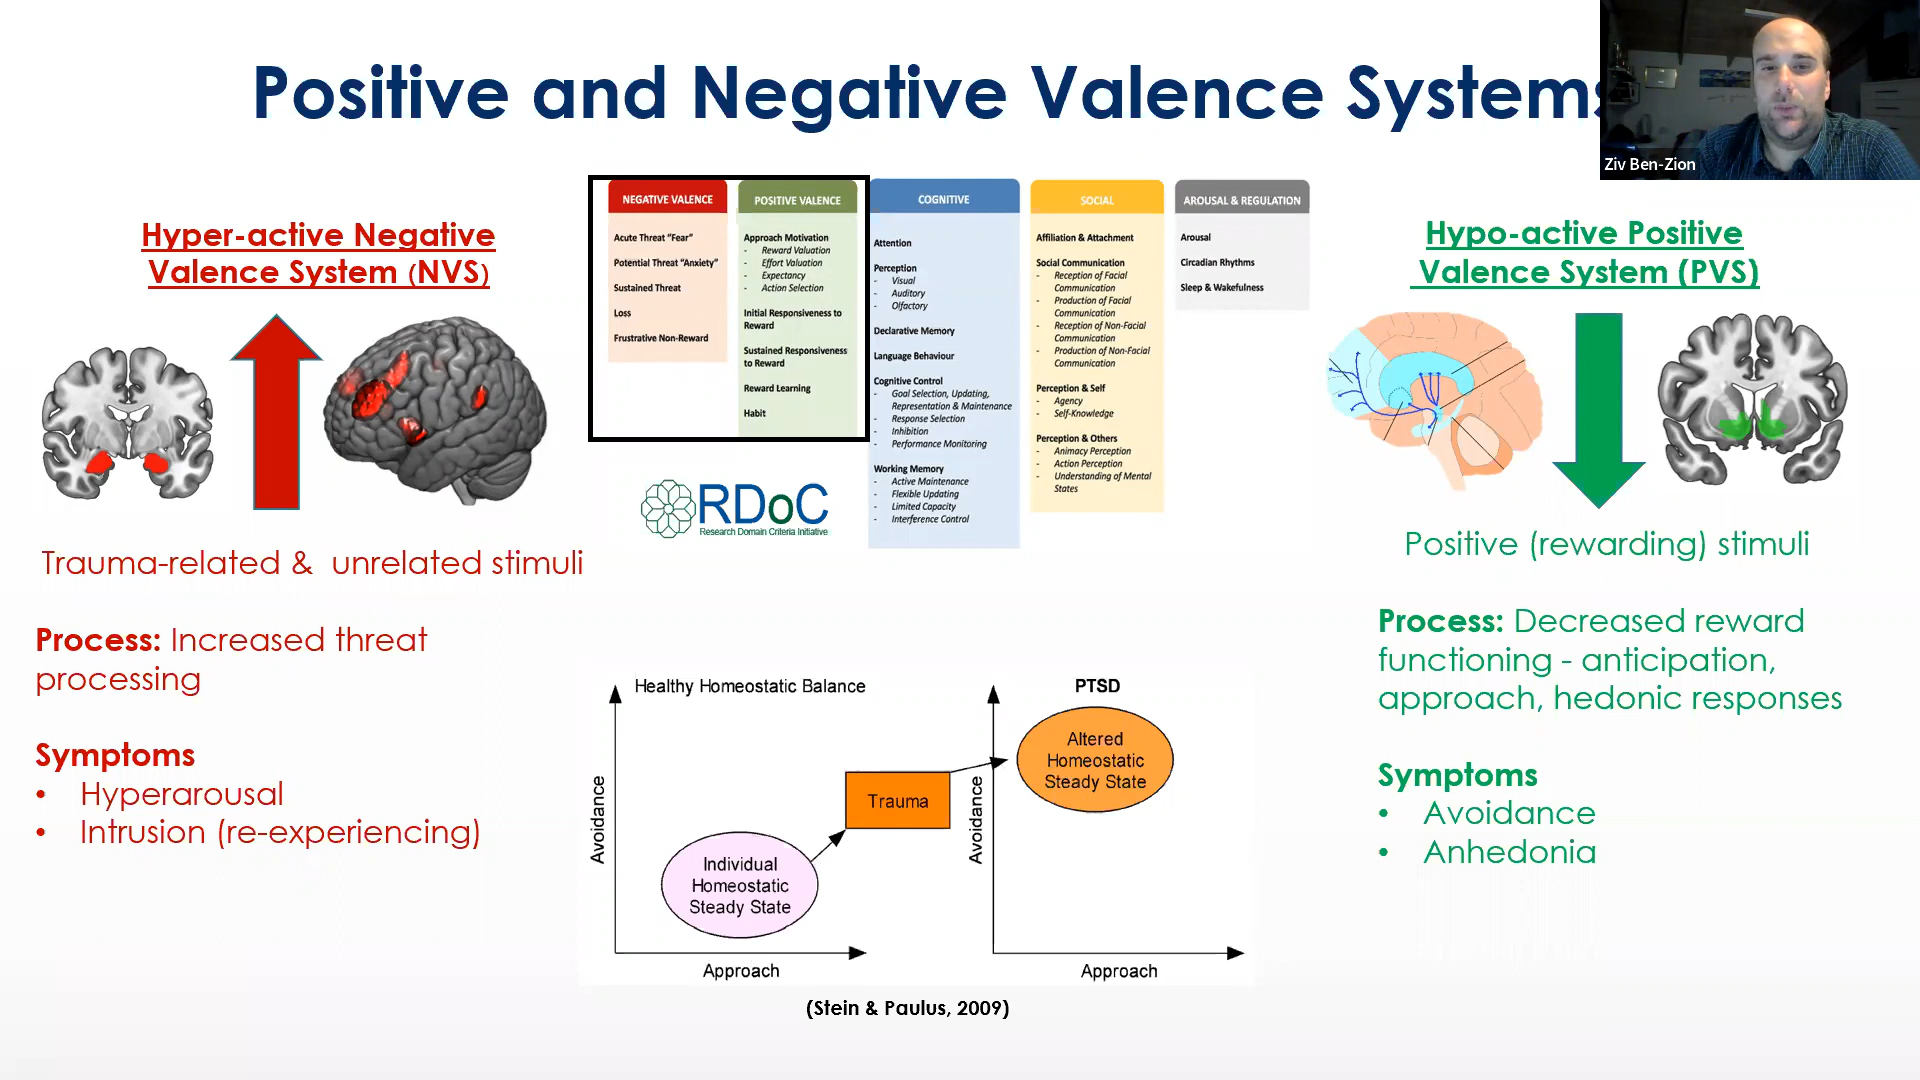 Positive and Negative Valence Systems
Ziv Ben-Zion
Hyper-active Negative
Valence System (NVS)
Trauma-related & unrelated stimuli
Process: Increased threat
processing
Symptoms
• Hyperarousal
• Intrusion (re-experiencing)
NEGATIVE VALENCE
Acute Threat "Fear"
Potential Threat "Anxiety"
Sustained Threat
Loss
Frustrative Non-Reward
POSITIVE VALENCE
Approach Motivation
- Reward Valuation
- Effort Valuation
- Expectancy
- Action Selection
Initial Responsiveness to
Reward
Sustained Responsiveness
to Reward
Reward Learning
Habit
COGNITIVE
Attention
Perception
- Visual
- Auditory
- Olfactory
Declarative Memory
Language Behaviour
Cognitive Control
- Goal Selection, Updating,
Representation & Maintenance
- Response Selection
- Inhibition
- Performance Monitoring
Working Memory
- Active Maintenance
- Flexible Updating
- Limited Capacity
- Interference Control
SOCIAL
Affiliation & Attachment
Social Communication
- Reception of Facial
Communication
- Production of Facial
Communication
- Reception of Non-Facial
Communication
- Production of Non-Facial
Communication
Perception & Self
- Agency
- Self-Knowledge
Perception & Others
- Animacy Perception
- Action Perception
- Understanding of Mental
States
AROUSAL & REGULATION
Arousal
Circadian Rhythms
Sleep & Wakefulness
RDoC
Research Domain Criteria Initiative
Healthy Homeostatic Balance
Avoidance
Individual
Homeostatic
Steady State
Approach
Trauma
PTSD
Avoidance
Altered
Homeostatic
Steady State
Approach
(Stein & Paulus, 2009)
Hypo-active Positive
Valence System (PVS)
Positive (rewarding) stimuli
Process: Decreased reward
functioning - anticipation,
approach, hedonic responses
Symptoms
• Avoidance
• Anhedonia